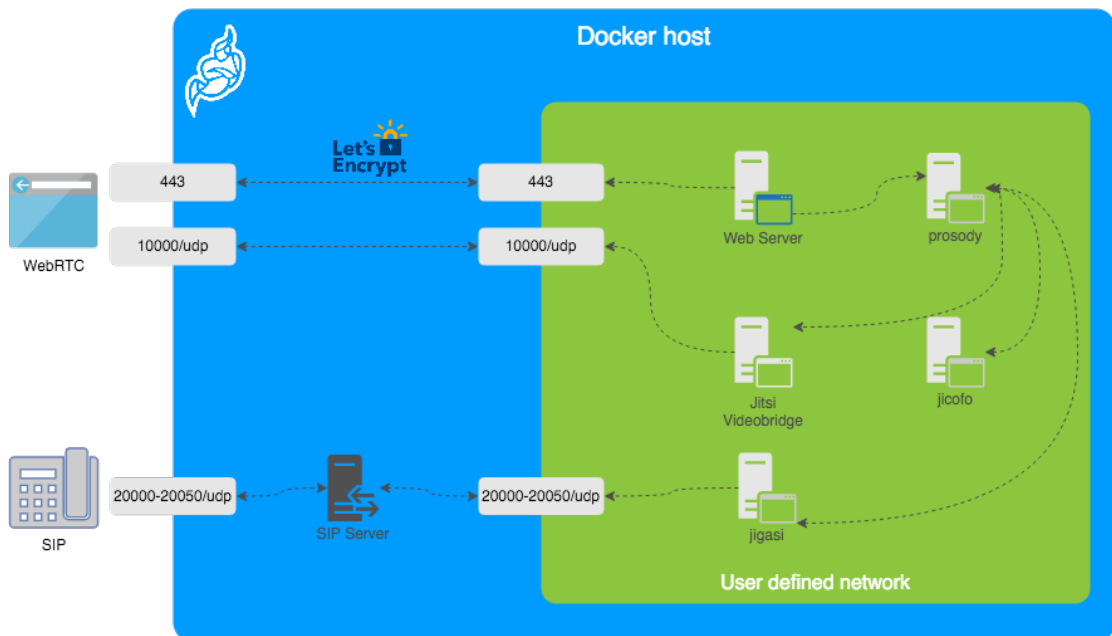 Docker host
Let's
Encrypt
443
443
Web Server
prosody
10000/udp
10000/udp
WebRTC
Jitsi
Videobridge
jicofo
20000-20050/udp
SIP Server
20000-20050/udp
jigasi
SIP
User defined network